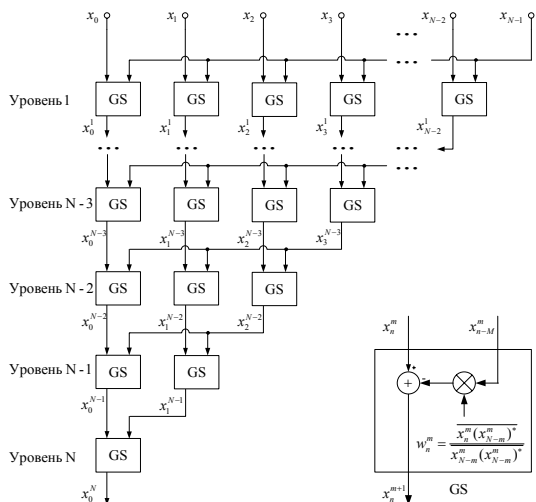 x_0 x_1 x_2 x_3 ... x_{N-2} x_{N-1}
...
Уровень 1 GS GS GS GS GS
x_0^1 x_1^1 x_2^1 x_3^1 x_{N-2}^1
... ... ... ...
...
Уровень N - 3 GS GS GS GS
x_0^{N-3} x_1^{N-3} x_2^{N-3} x_3^{N-3}
Уровень N - 2 GS GS GS
x_0^{N-2} x_1^{N-2} x_2^{N-2}
Уровень N - 1 GS GS
x_0^{N-1} x_1^{N-1}
Уровень N GS
x_0^N
x_n^m x_{n-M}^m
+ -
+ ×
w_n^m = \frac{\overline{x_n^m (x_{N-m}^m)^*}}{\overline{x_{N-m}^m (x_{N-m}^m)^*}}
x_n^{m+1} GS